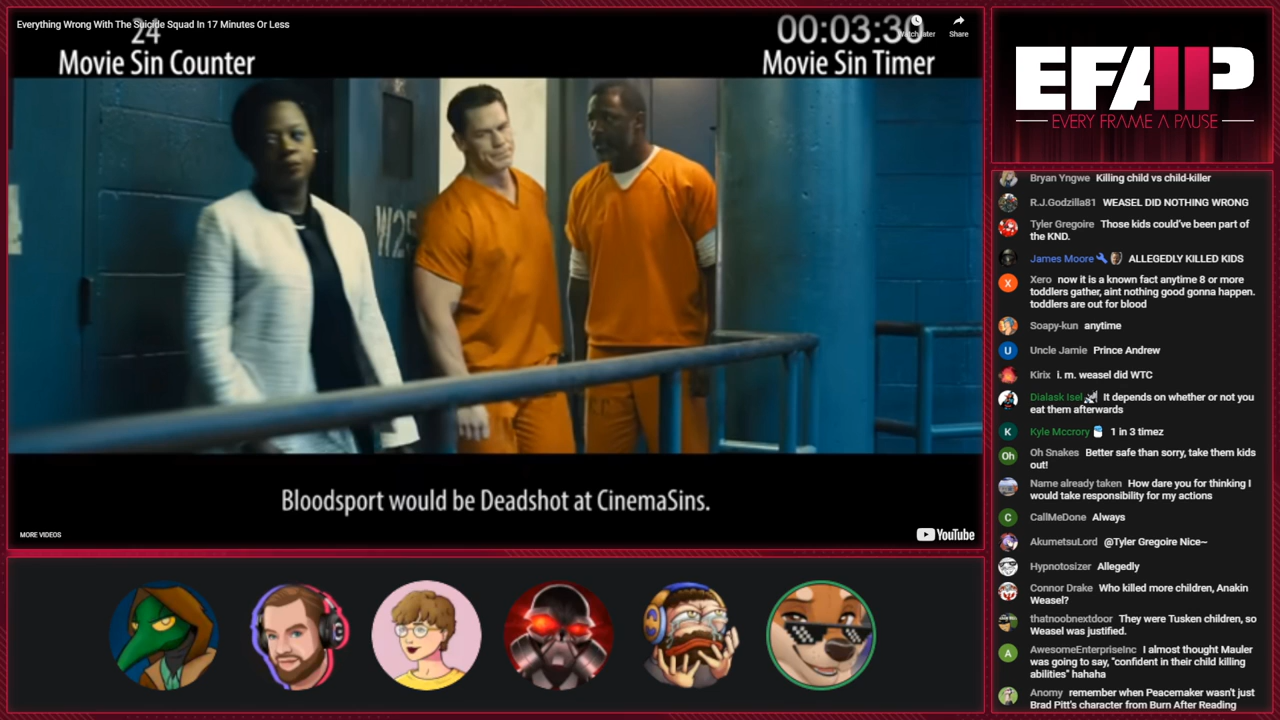 Everything Wrong With The Suicide Squad In 17 Minutes Or Less
24
Movie Sin Counter
00:03:30
Movie Sin Timer
Watch later
Share
W25
Bloodsport would be Deadshot at CinemaSins.
MORE VIDEOS
YouTube
EFAP
EVERY FRAME A PAUSE
Bryan Yngwe Killing child vs child-killer
R.J.Godzilla81 WEASEL DID NOTHING WRONG
Tyler Gregoire Those kids could've been part of
the KND.
James Moore ALLEGEDLY KILLED KIDS
X
Xero now it is a known fact anytime 8 or more
toddlers gather, aint nothing good gonna happen.
toddlers are out for blood
Soapy-kun anytime
U
Uncle Jamie Prince Andrew
Kirix i. m. weasel did WTC
Dialask Isel It depends on whether or not you
eat them afterwards
K
Kyle Mccrory 1 in 3 timez
Oh
Oh Snakes Better safe than sorry, take them kids
out!
Name already taken How dare you for thinking I
would take responsibility for my actions
C
CallMeDone Always
AkumetsuLord @Tyler Gregoire Nice~
Hypnotosizer Allegedly
Connor Drake Who killed more children, Anakin
Weasel?
thatnoobnextdoor They were Tusken children, so
Weasel was justified.
A
AwesomeEnterpriseInc I almost thought Mauler
was going to say, "confident in their child killing
abilities" hahaha
Anomy remember when Peacemaker wasn't just
Brad Pitt's character from Burn After Reading